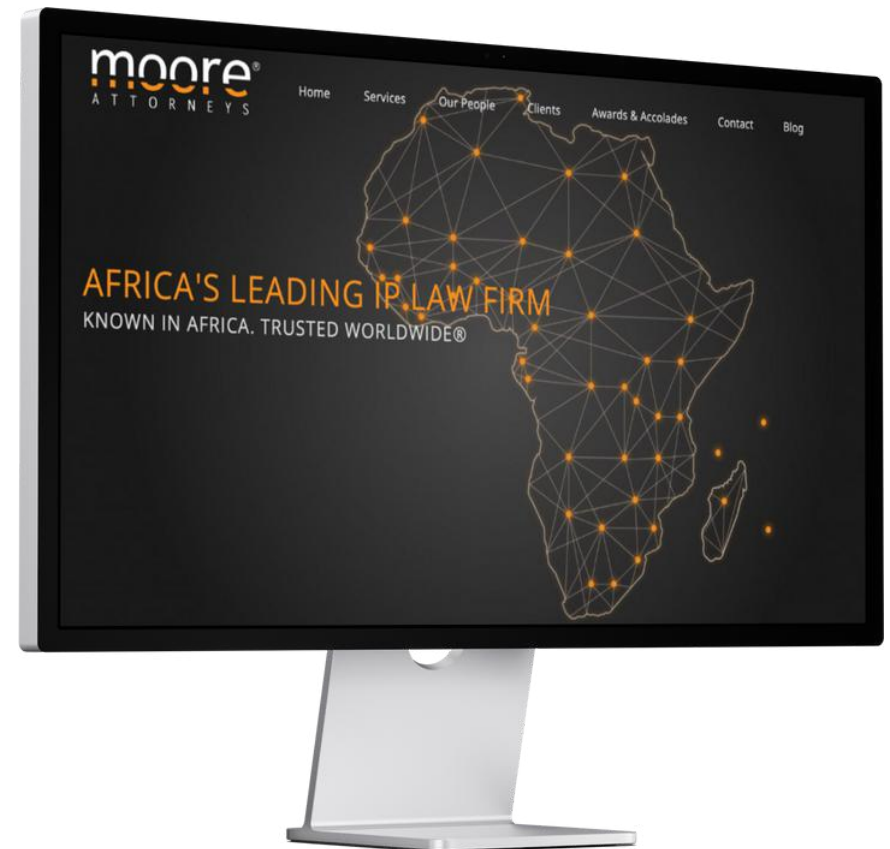 moore®
ATTORNEYS
Home Services Our People Clients Awards & Accolades Contact Blog
AFRICA'S LEADING IP LAW FIRM
KNOWN IN AFRICA. TRUSTED WORLDWIDE®